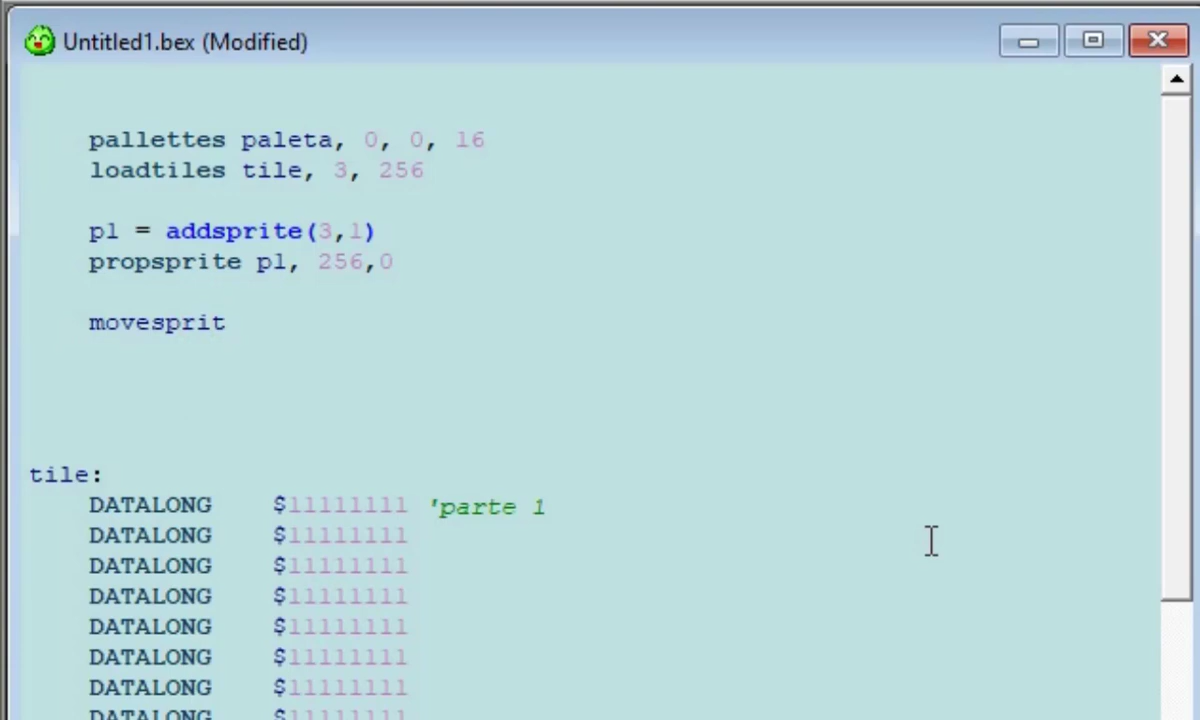 Untitled1.bex (Modified)
pallettes paleta, 0, 0, 16
loadtiles tile, 3, 256
pl = addsprite(3,1)
propsprite pl, 256,0
movesprit
tile:
DATALONG $11111111 'parte 1
DATALONG $11111111
DATALONG $11111111
DATALONG $11111111
DATALONG $11111111
DATALONG $11111111
DATALONG $11111111
DATALONG $11111111